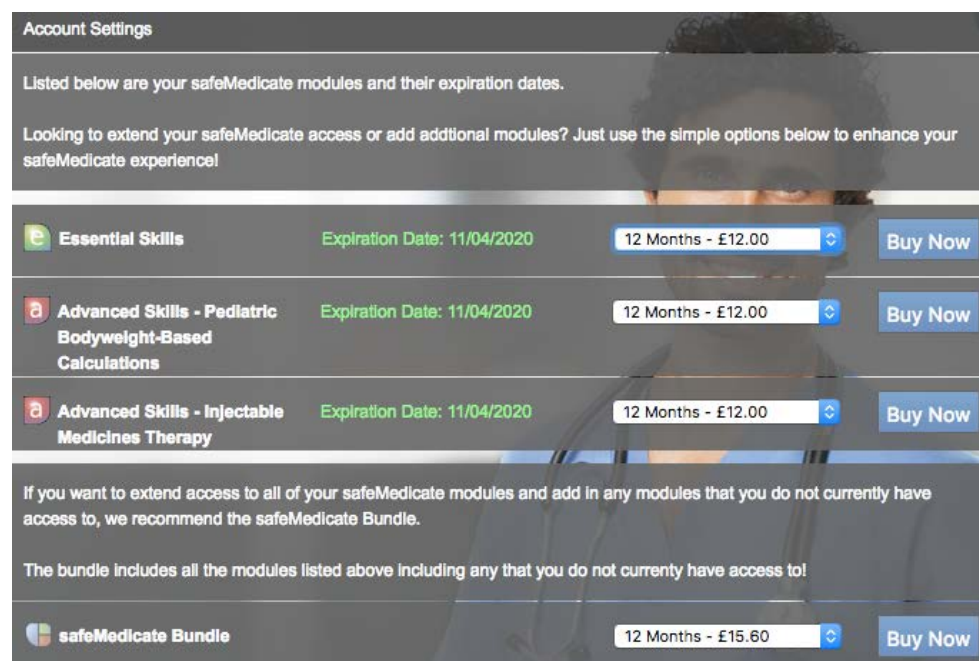 Account Settings
Listed below are your safeMedicate modules and their expiration dates.
Looking to extend your safeMedicate access or add addtional modules? Just use the simple options below to enhance your
safeMedicate experience!
e Essential Skills Expiration Date: 11/04/2020 12 Months - £12.00 Buy Now
a Advanced Skills - Pediatric Expiration Date: 11/04/2020 12 Months - £12.00 Buy Now
Bodyweight-Based
Calculations
a Advanced Skills - Injectable Expiration Date: 11/04/2020 12 Months - £12.00 Buy Now
Medicines Therapy
If you want to extend access to all of your safeMedicate modules and add in any modules that you do not currently have
access to, we recommend the safeMedicate Bundle.
The bundle includes all the modules listed above including any that you do not currenty have access to!
safeMedicate Bundle 12 Months - £15.60 Buy Now